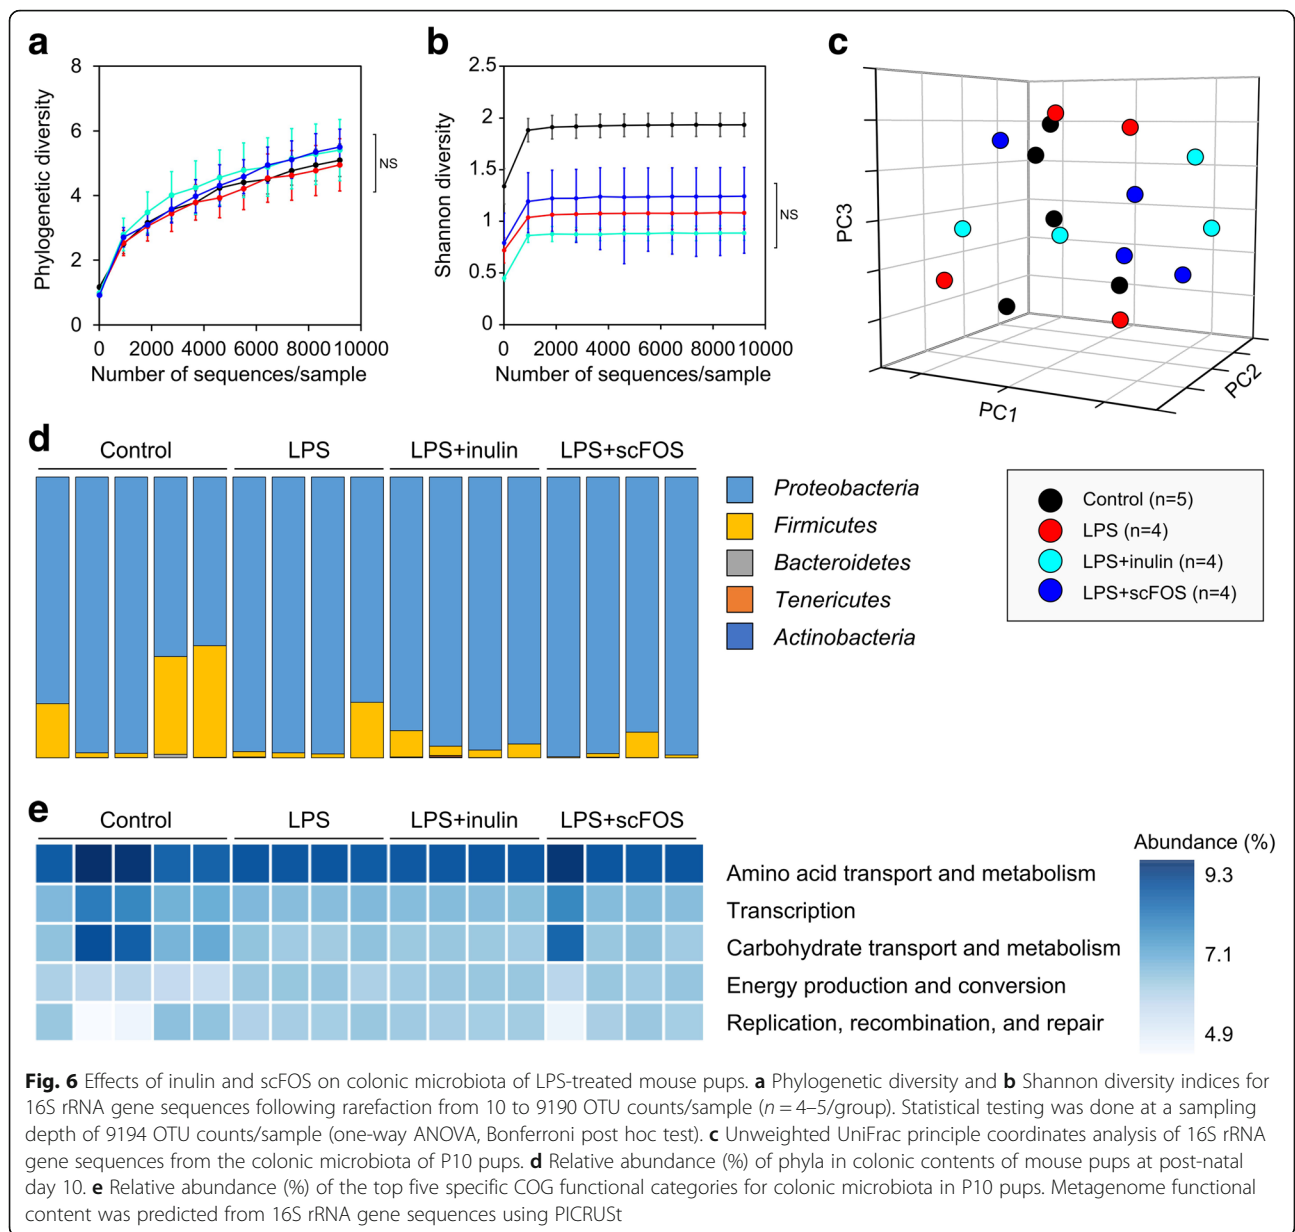 a
Phylogenetic diversity
8
6
4
2
0
NS
0 2000 4000 6000 8000 10000
Number of sequences/sample
b
Shannon diversity
2.5
2
1.5
1
0.5
0
NS
0 2000 4000 6000 8000 10000
Number of sequences/sample
c
PC3
PC1
PC2
d
Control LPS LPS+inulin LPS+scFOS
Proteobacteria
Firmicutes
Bacteroidetes
Tenericutes
Actinobacteria
Control (n=5)
LPS (n=4)
LPS+inulin (n=4)
LPS+scFOS (n=4)
e
Control LPS LPS+inulin LPS+scFOS
Amino acid transport and metabolism
Transcription
Carbohydrate transport and metabolism
Energy production and conversion
Replication, recombination, and repair
Abundance (%)
9.3
7.1
4.9
Fig. 6 Effects of inulin and scFOS on colonic microbiota of LPS-treated mouse pups. a Phylogenetic diversity and b Shannon diversity indices for
16S rRNA gene sequences following rarefaction from 10 to 9190 OTU counts/sample (n = 4–5/group). Statistical testing was done at a sampling
depth of 9194 OTU counts/sample (one-way ANOVA, Bonferroni post hoc test). c Unweighted UniFrac principle coordinates analysis of 16S rRNA
gene sequences from the colonic microbiota of P10 pups. d Relative abundance (%) of phyla in colonic contents of mouse pups at post-natal
day 10. e Relative abundance (%) of the top five specific COG functional categories for colonic microbiota in P10 pups. Metagenome functional
content was predicted from 16S rRNA gene sequences using PICRUSt